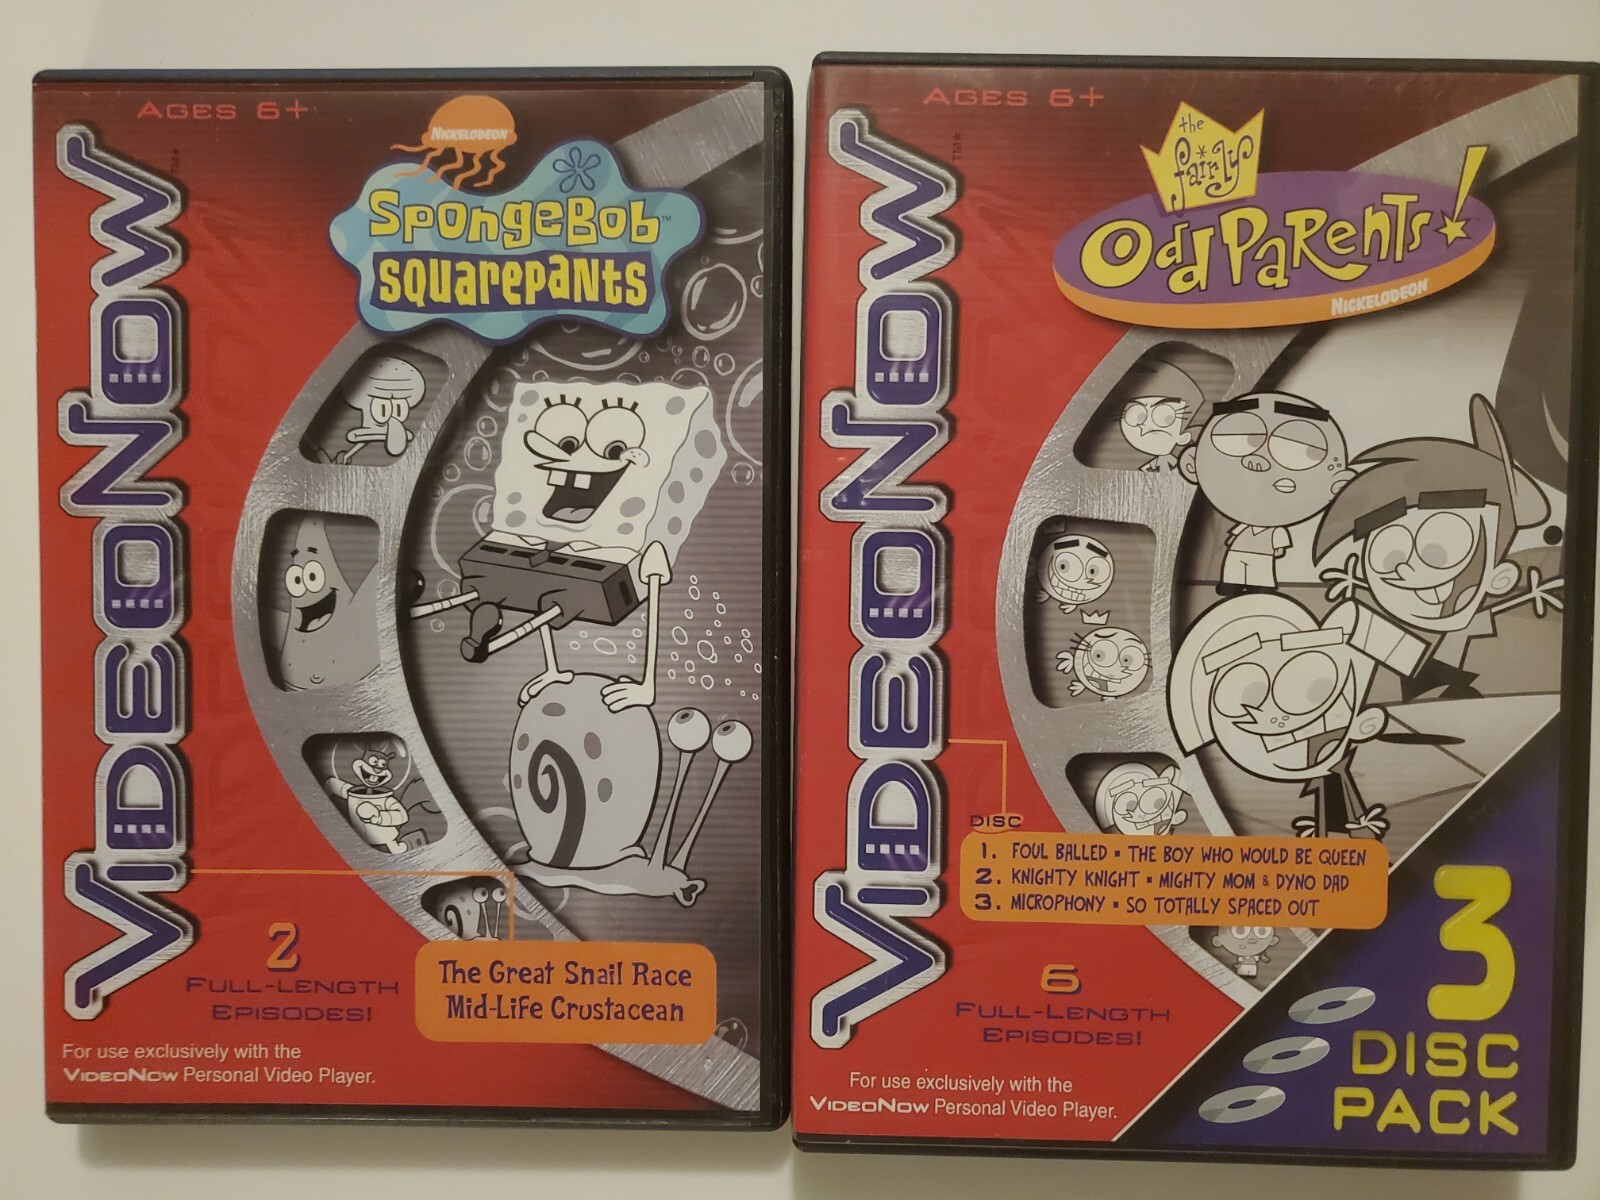 AGES 6+
VIDEONOW
TM*
NICKELODEON
SPONGEBOB™
SQUAREPANTS
2
FULL-LENGTH
EPISODES!
The Great Snail Race
Mid-Life Crustacean
For use exclusively with the
VIDEONOW Personal Video Player.
AGES 6+
VIDEONOW
TM*
the
fairly
ODDPARENTS!
NICKELODEON
DISC
1. FOUL BALLED ▪ THE BOY WHO WOULD BE QUEEN
2. KNIGHTY KNIGHT ▪ MIGHTY MOM & DYNO DAD
3. MICROPHONY ▪ SO TOTALLY SPACED OUT
6
FULL-LENGTH
EPISODES!
For use exclusively with the
VIDEONOW Personal Video Player.
3
DISC
PACK